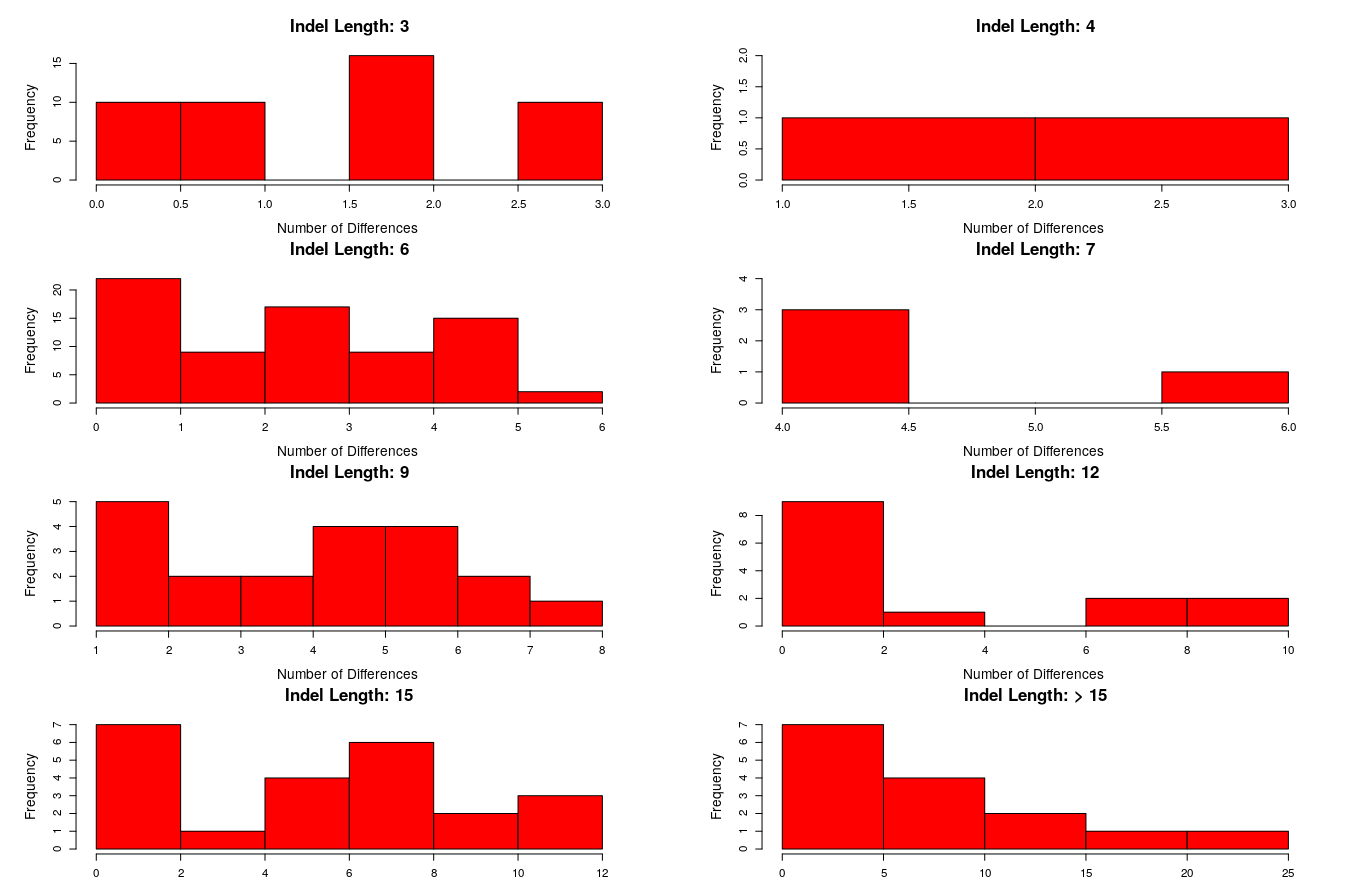 Indel Length: 3
Frequency
0 5 10 15
0.0 0.5 1.0 1.5 2.0 2.5 3.0
Number of Differences
Indel Length: 4
Frequency
0.0 0.5 1.0 1.5 2.0
1.0 1.5 2.0 2.5 3.0
Number of Differences
Indel Length: 6
Frequency
0 5 10 15 20
0 1 2 3 4 5 6
Number of Differences
Indel Length: 7
Frequency
0 1 2 3 4
4.0 4.5 5.0 5.5 6.0
Number of Differences
Indel Length: 9
Frequency
0 1 2 3 4 5
1 2 3 4 5 6 7 8
Number of Differences
Indel Length: 12
Frequency
0 2 4 6 8
0 2 4 6 8 10
Number of Differences
Indel Length: 15
Frequency
0 1 2 3 4 5 6 7
0 2 4 6 8 10 12
Indel Length: > 15
Frequency
0 1 2 3 4 5 6 7
0 5 10 15 20 25